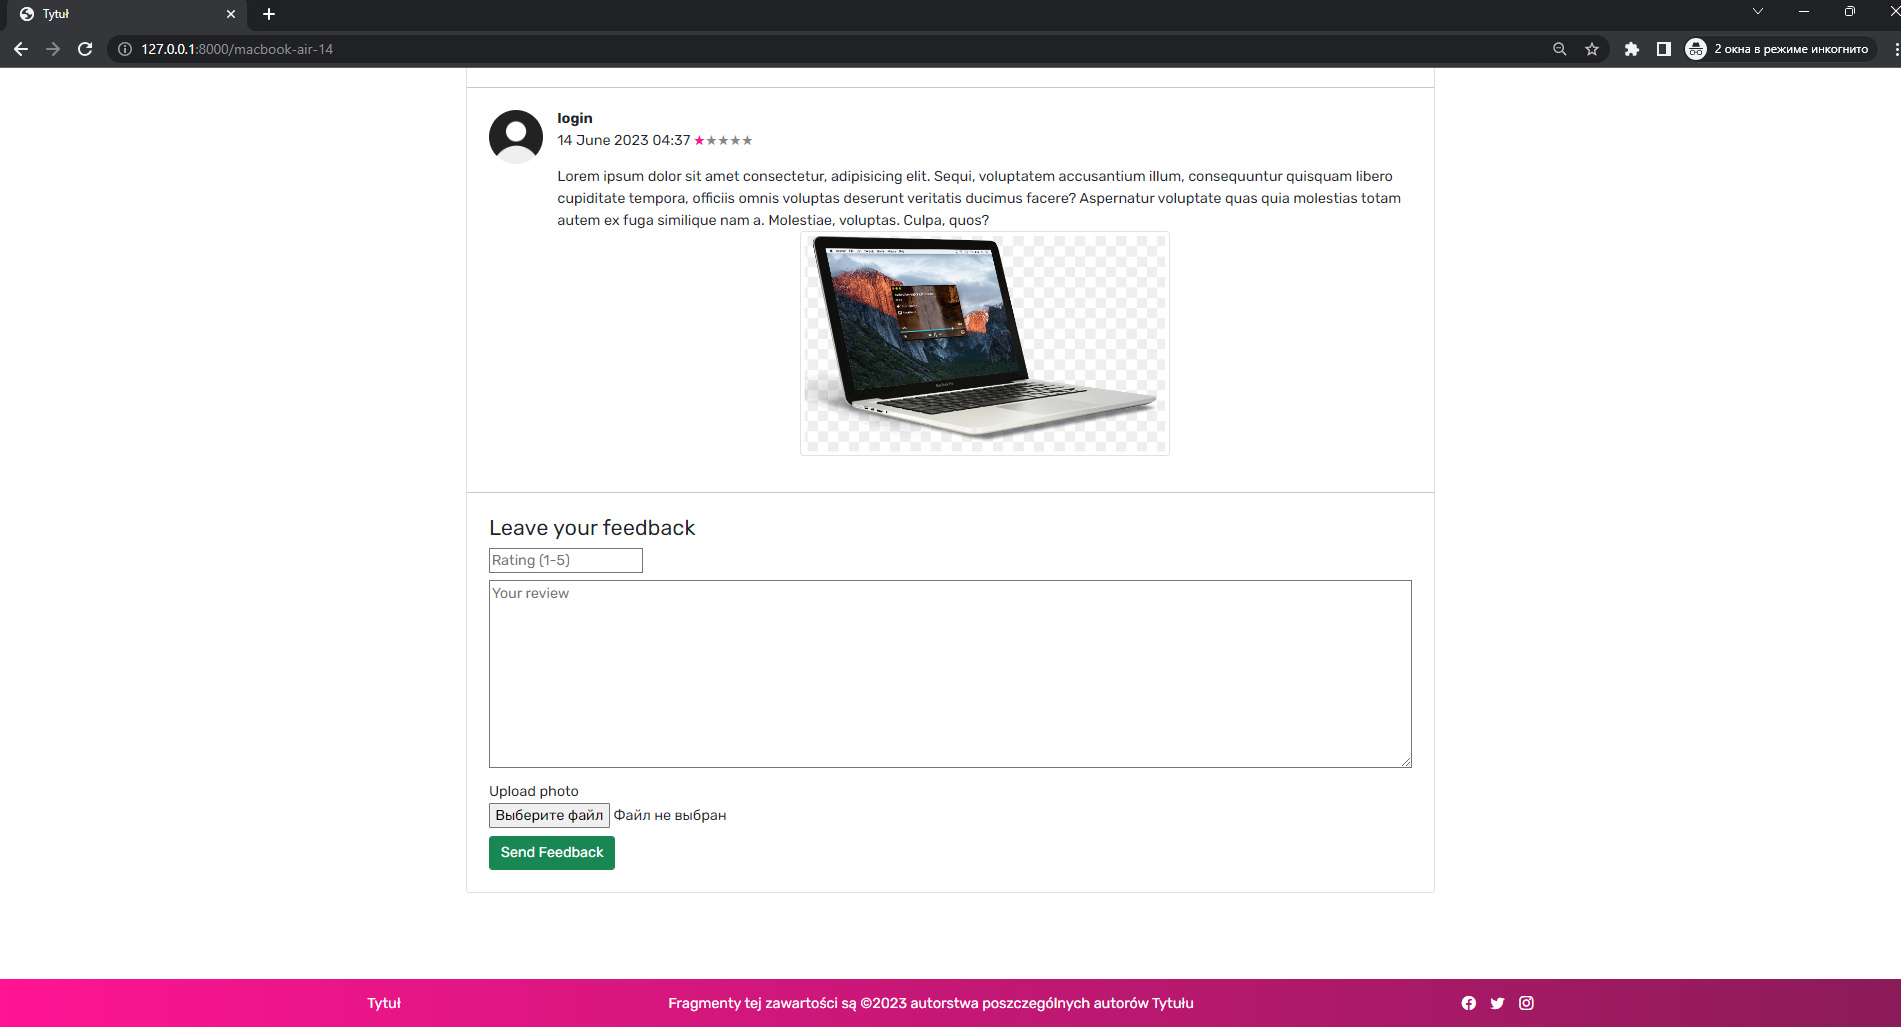 Tytuł
127.0.0.1:8000/macbook-air-14
2 окна в режиме инкогнито
login
14 June 2023 04:37
Lorem ipsum dolor sit amet consectetur, adipisicing elit. Sequi, voluptatem accusantium illum, consequuntur quisquam libero
cupiditate tempora, officiis omnis voluptas deserunt veritatis ducimus facere? Aspernatur voluptate quas quia molestias totam
autem ex fuga similique nam a. Molestiae, voluptas. Culpa, quos?
Leave your feedback
Rating (1-5)
Your review
Upload photo
Выберите файл Файл не выбран
Send Feedback
Tytuł Fragmenty tej zawartości są ©2023 autorstwa poszczególnych autorów Tytułu